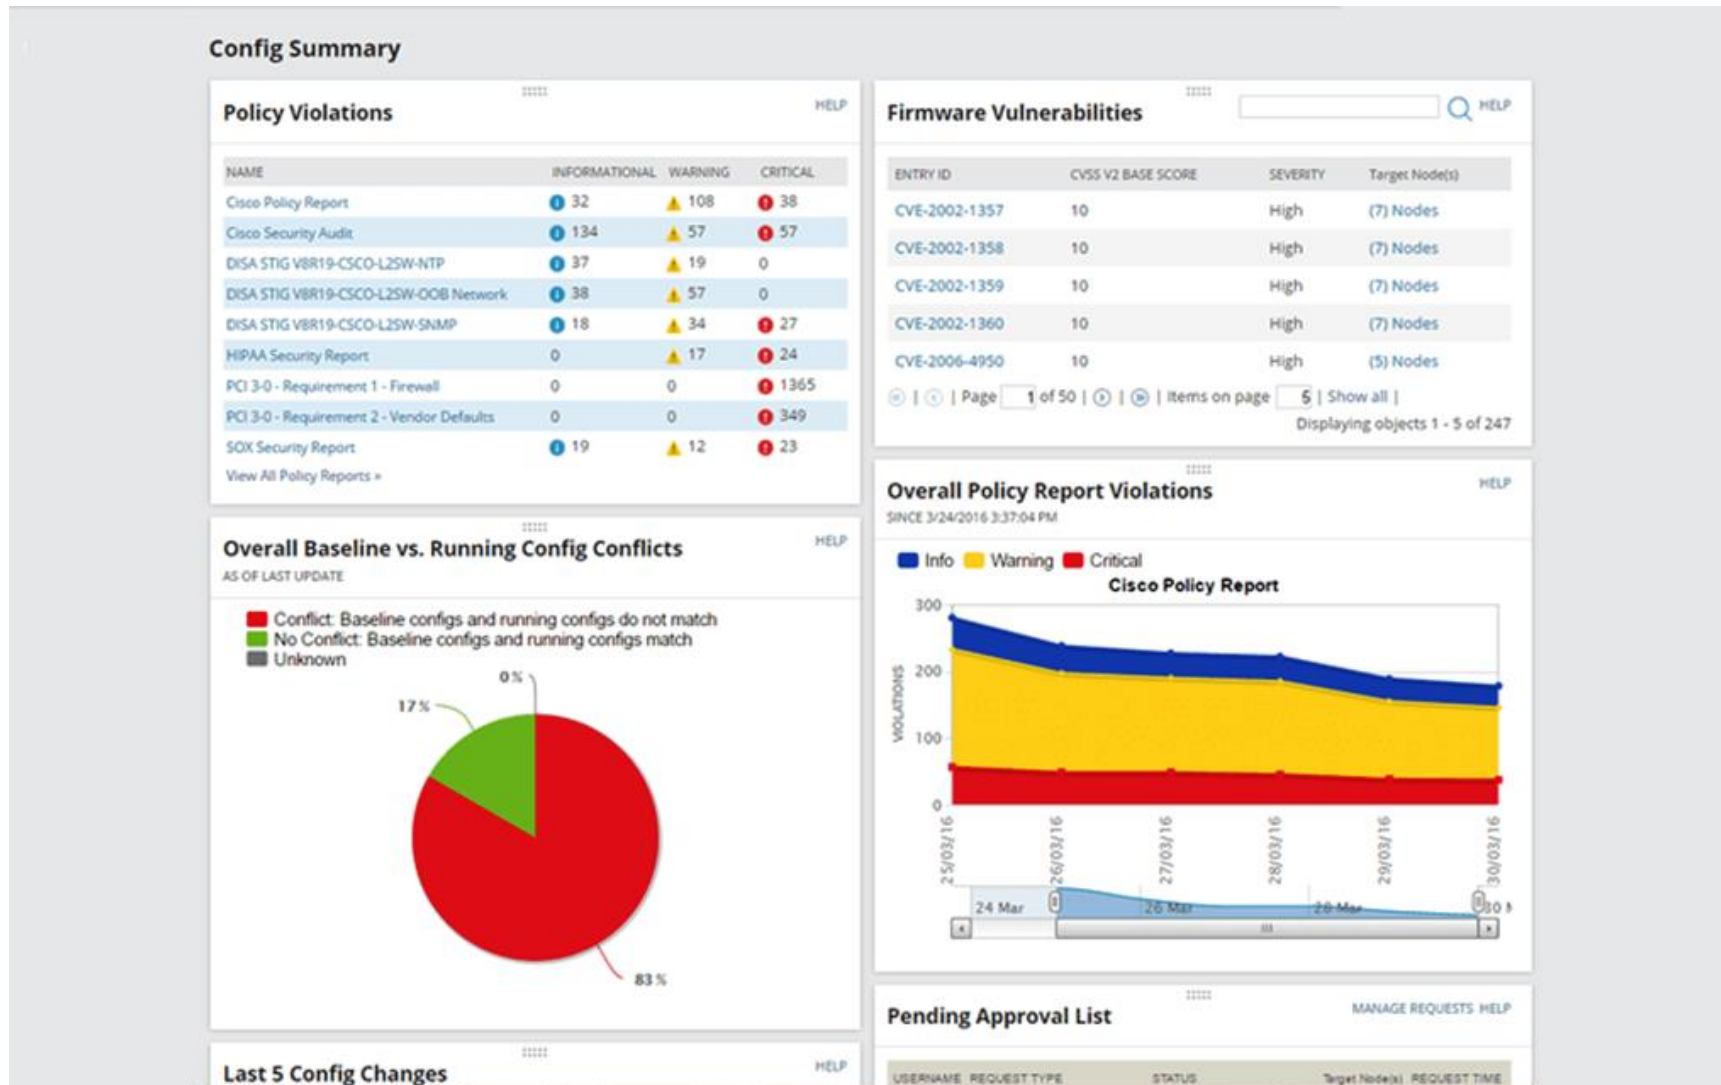 Config Summary
Policy Violations
HELP
NAME INFORMATIONAL WARNING CRITICAL
Cisco Policy Report 32 108 38
Cisco Security Audit 134 57 57
DISA STIG V8R19-CSCO-L2SW-NTP 37 19 0
DISA STIG V8R19-CSCO-L2SW-OOB Network 38 57 0
DISA STIG V8R19-CSCO-L2SW-SNMP 18 34 27
HIPAA Security Report 0 17 24
PCI 3-0 - Requirement 1 - Firewall 0 0 1365
PCI 3-0 - Requirement 2 - Vendor Defaults 0 0 349
SOX Security Report 19 12 23
View All Policy Reports »
Overall Baseline vs. Running Config Conflicts
HELP
AS OF LAST UPDATE
Conflict: Baseline configs and running configs do not match
No Conflict: Baseline configs and running configs match
Unknown
0%
17%
83%
Last 5 Config Changes
HELP
Firmware Vulnerabilities
HELP
ENTRY ID CVSS V2 BASE SCORE SEVERITY Target Node(s)
CVE-2002-1357 10 High (7) Nodes
CVE-2002-1358 10 High (7) Nodes
CVE-2002-1359 10 High (7) Nodes
CVE-2002-1360 10 High (7) Nodes
CVE-2006-4950 10 High (5) Nodes
| | Page 1 of 50 | | | Items on page 5 | Show all |
Displaying objects 1 - 5 of 247
Overall Policy Report Violations
HELP
SINCE 3/24/2016 3:37:04 PM
Info Warning Critical
Cisco Policy Report
300
200
100
0
VIOLATIONS
25/03/16 26/03/16 27/03/16 28/03/16 29/03/16 30/03/16
24 Mar 26 Mar 28 Mar 30 M
Pending Approval List
MANAGE REQUESTS HELP
USERNAME REQUEST TYPE STATUS Target Node(s) REQUEST TIME